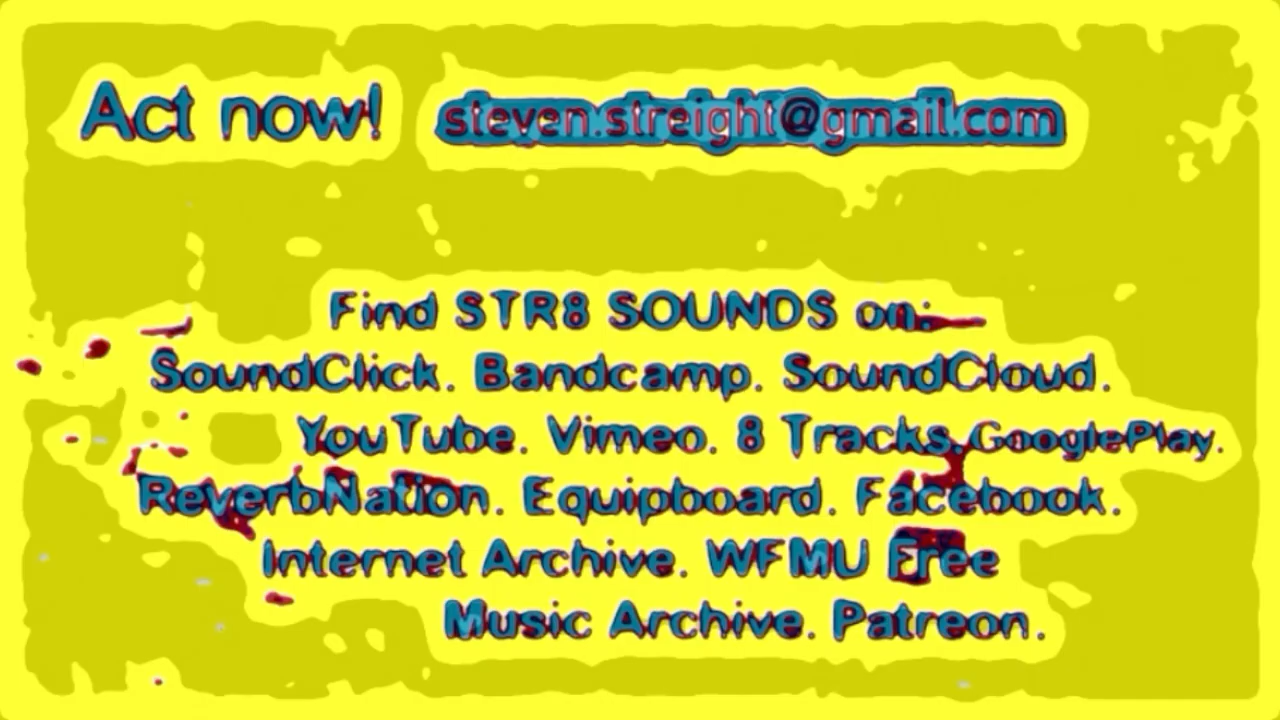 Act now! steven.streight@gmail.com
Find STR8 SOUNDS on:
SoundClick. Bandcamp. SoundCloud.
YouTube. Vimeo. 8 Tracks. GooglePlay.
ReverbNation. Equipboard. Facebook.
Internet Archive. WFMU Free
Music Archive. Patreon.